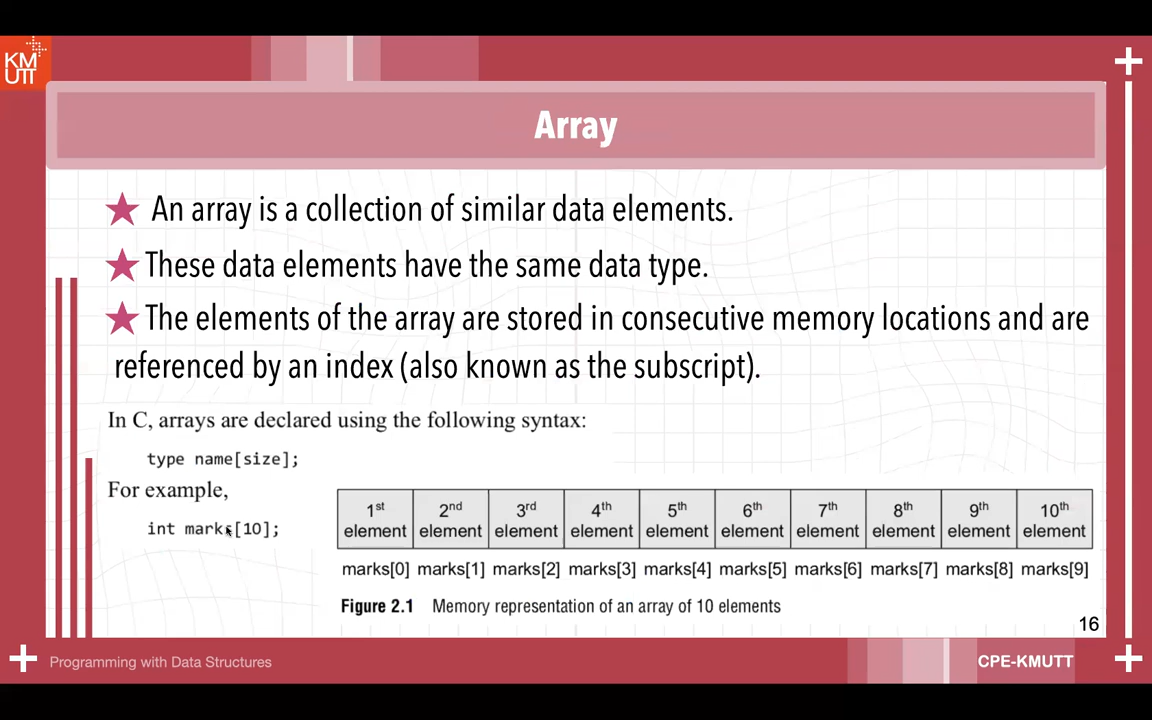 KM
UTT
Array
★ An array is a collection of similar data elements.
★ These data elements have the same data type.
★ The elements of the array are stored in consecutive memory locations and are
referenced by an index (also known as the subscript).
In C, arrays are declared using the following syntax:
type name[size];
For example,
int marks[10];
1st element 2nd element 3rd element 4th element 5th element 6th element 7th element 8th element 9th element 10th element
marks[0] marks[1] marks[2] marks[3] marks[4] marks[5] marks[6] marks[7] marks[8] marks[9]
Figure 2.1 Memory representation of an array of 10 elements
16
Programming with Data Structures
CPE-KMUTT